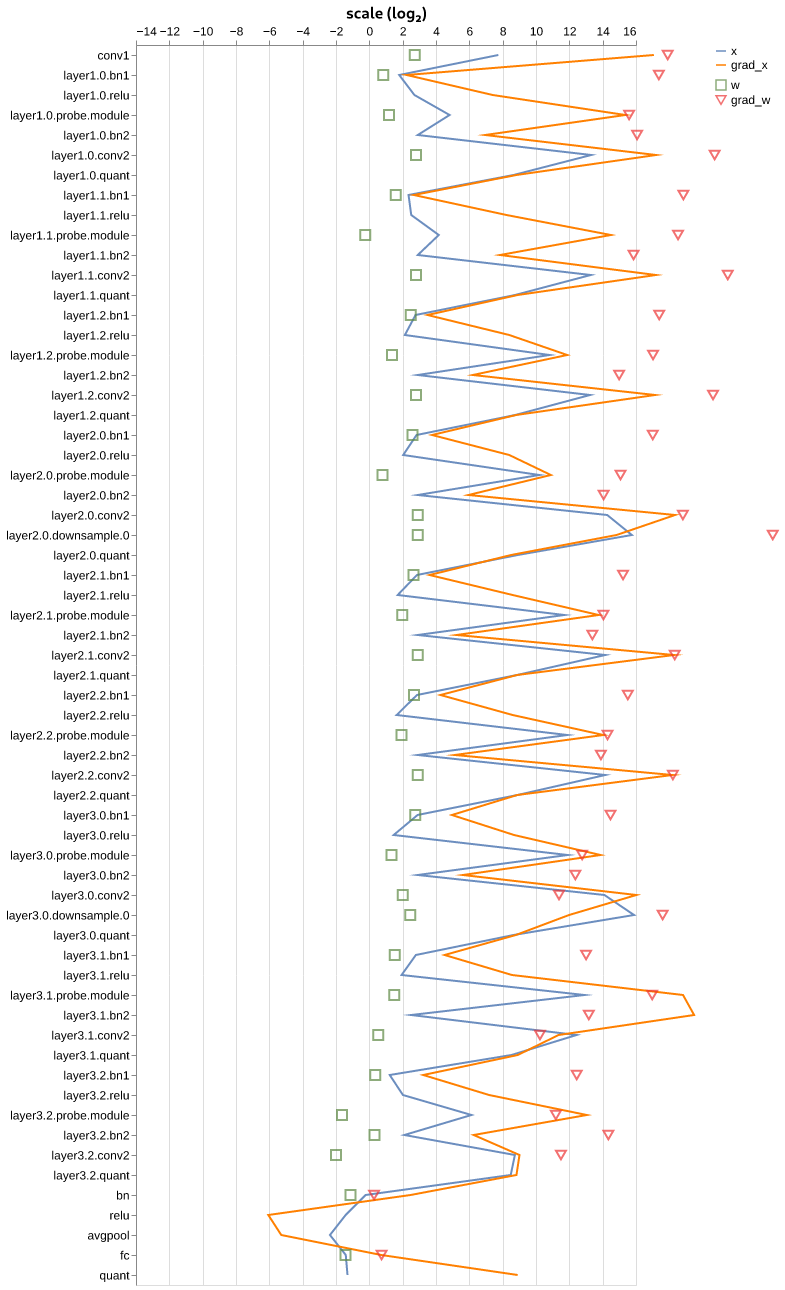 scale (log₂)
−14 −12 −8 −6 −4 −2 0 2 4 6 8 10 12 14 16
x
grad_x
w
grad_w
conv1
layer1.0.bn1
layer1.0.relu
layer1.0.probe.module
layer1.0.bn2
layer1.0.conv2
layer1.0.quant
layer1.1.bn1
layer1.1.relu
layer1.1.probe.module
layer1.1.bn2
layer1.1.conv2
layer1.1.quant
layer1.2.bn1
layer1.2.relu
layer1.2.probe.module
layer1.2.bn2
layer1.2.conv2
layer1.2.quant
layer2.0.bn1
layer2.0.relu
layer2.0.probe.module
layer2.0.bn2
layer2.0.conv2
layer2.0.downsample.0
layer2.0.quant
layer2.1.bn1
layer2.1.relu
layer2.1.probe.module
layer2.1.bn2
layer2.1.conv2
layer2.1.quant
layer2.2.bn1
layer2.2.relu
layer2.2.probe.module
layer2.2.bn2
layer2.2.conv2
layer2.2.quant
layer3.0.bn1
layer3.0.relu
layer3.0.probe.module
layer3.0.bn2
layer3.0.conv2
layer3.0.downsample.0
layer3.0.quant
layer3.1.bn1
layer3.1.relu
layer3.1.probe.module
layer3.1.bn2
layer3.1.conv2
layer3.1.quant
layer3.2.bn1
layer3.2.relu
layer3.2.probe.module
layer3.2.bn2
layer3.2.conv2
layer3.2.quant
bn
relu
avgpool
fc
quant